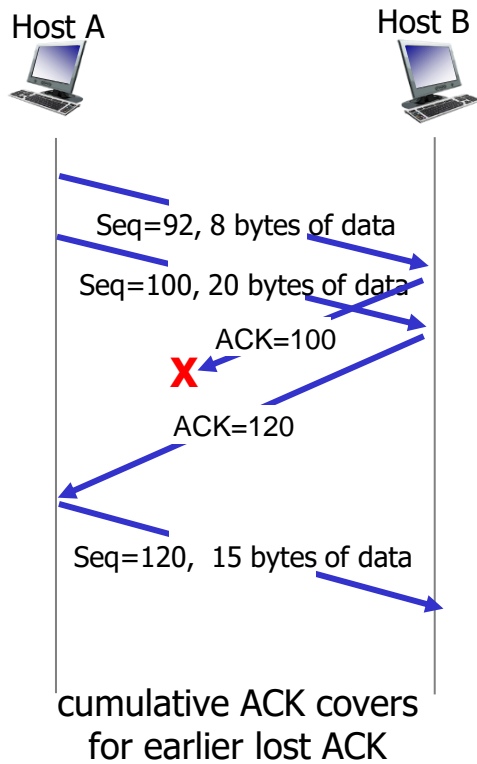 Host A
Host B
Seq=92, 8 bytes of data
Seq=100, 20 bytes of data
ACK=100
X
ACK=120
Seq=120, 15 bytes of data
cumulative ACK covers
for earlier lost ACK